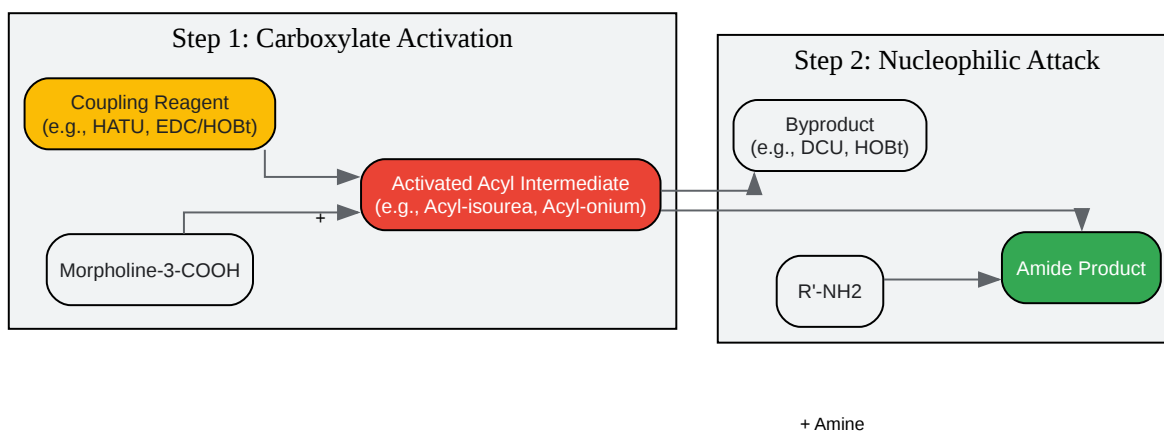 Step 1: Carboxylate Activation
Coupling Reagent
(e.g., HATU, EDC/HOBt)
Activated Acyl Intermediate
(e.g., Acyl-isourea, Acyl-onium)
+
Morpholine-3-COOH
Step 2: Nucleophilic Attack
Byproduct
(e.g., DCU, HOBt)
R'-NH2
Amide Product
+ Amine